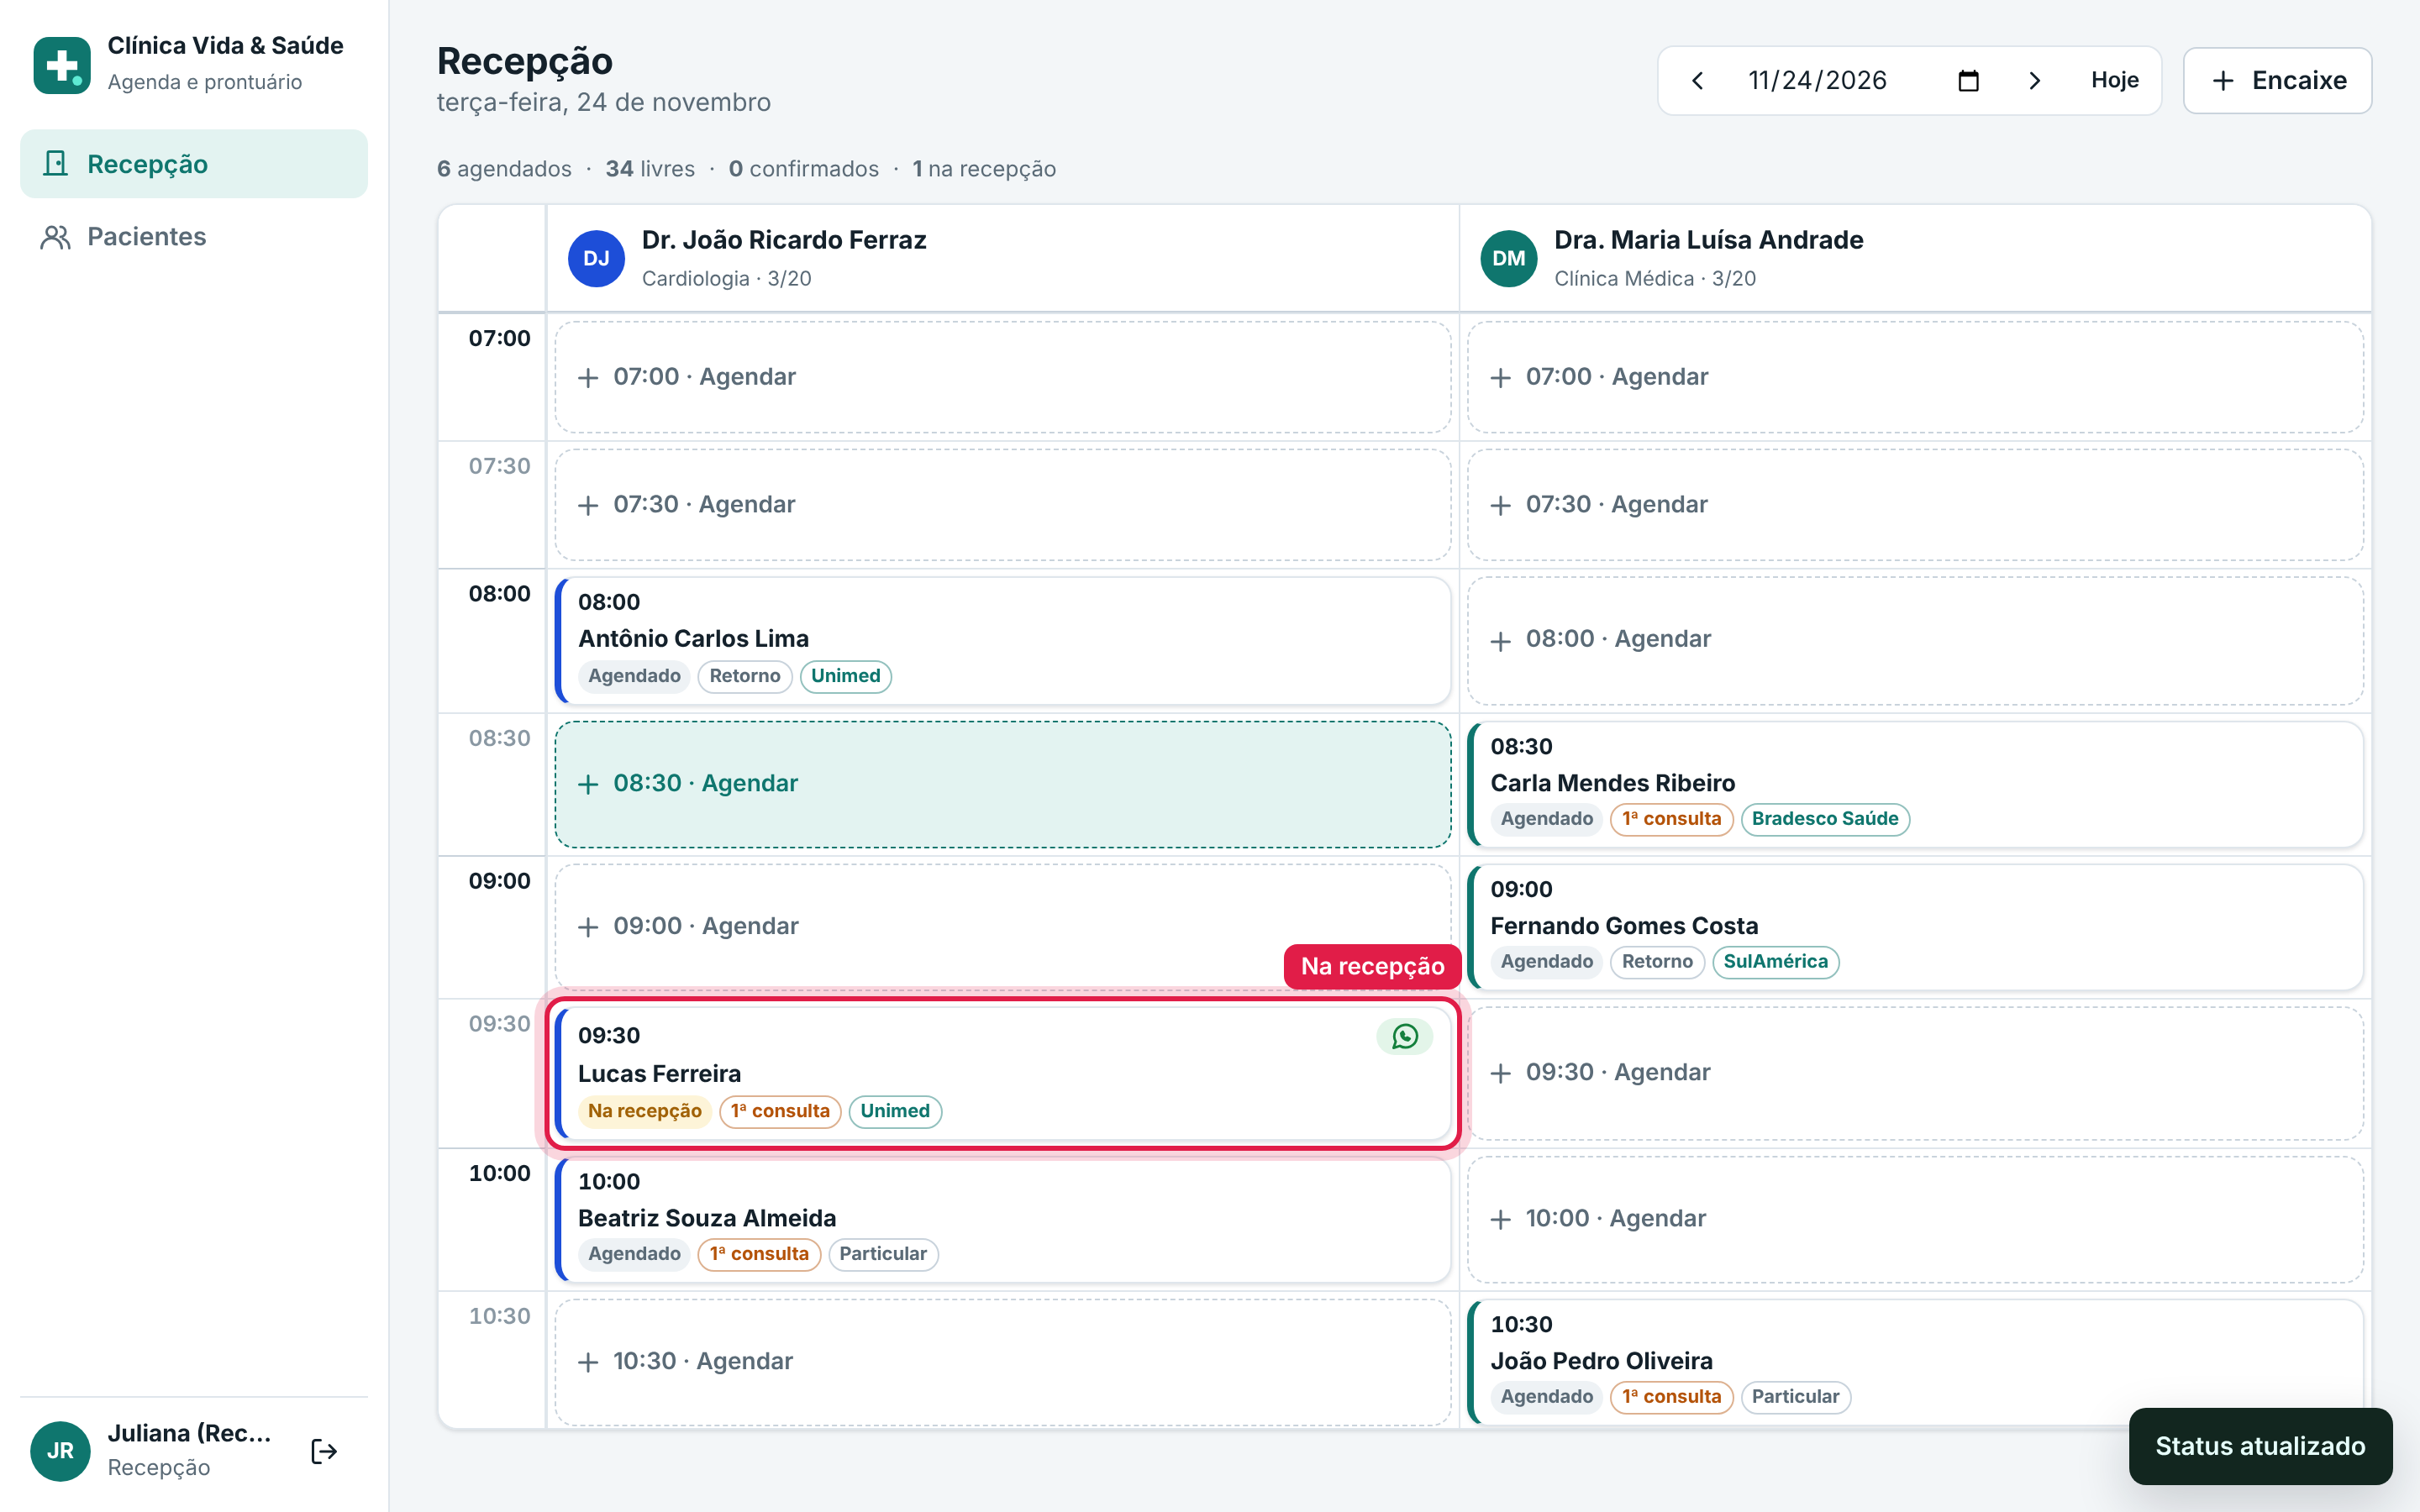 Clínica Vida & Saúde
Agenda e prontuário
Recepção
Pacientes
Juliana (Rec...
Recepção
JR
Recepção
terça-feira, 24 de novembro
11/24/2026
Hoje
+ Encaixe
6 agendados · 34 livres · 0 confirmados · 1 na recepção
DJ
Dr. João Ricardo Ferraz
Cardiologia · 3/20
DM
Dra. Maria Luísa Andrade
Clínica Médica · 3/20
07:00
+ 07:00 · Agendar
+ 07:00 · Agendar
07:30
+ 07:30 · Agendar
+ 07:30 · Agendar
08:00
08:00
Antônio Carlos Lima
Agendado Retorno Unimed
+ 08:00 · Agendar
08:30
+ 08:30 · Agendar
08:30
Carla Mendes Ribeiro
Agendado 1ª consulta Bradesco Saúde
09:00
+ 09:00 · Agendar
09:00
Fernando Gomes Costa
Agendado Retorno SulAmérica
Na recepção
09:30
09:30
Lucas Ferreira
Na recepção 1ª consulta Unimed
+ 09:30 · Agendar
10:00
10:00
Beatriz Souza Almeida
Agendado 1ª consulta Particular
+ 10:00 · Agendar
10:30
+ 10:30 · Agendar
10:30
João Pedro Oliveira
Agendado 1ª consulta Particular
Status atualizado